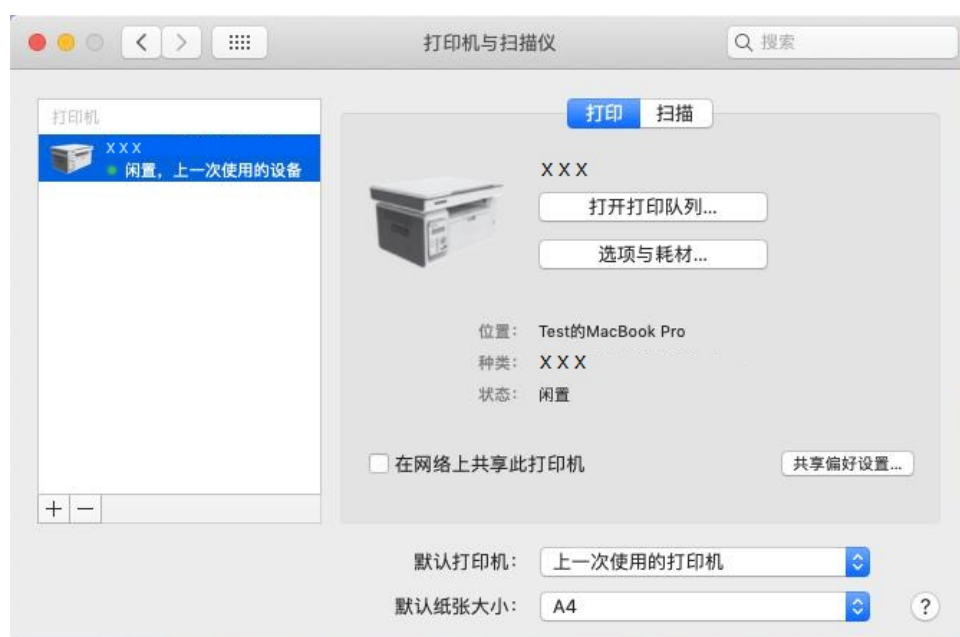 打印机与扫描仪
搜索
打印机
XXX
闲置，上一次使用的设备
打印 扫描
XXX
打开打印队列...
选项与耗材...
位置： Test的MacBook Pro
种类： XXX
状态： 闲置
在网络上共享此打印机
共享偏好设置...
+ −
默认打印机： 上一次使用的打印机
默认纸张大小： A4
?